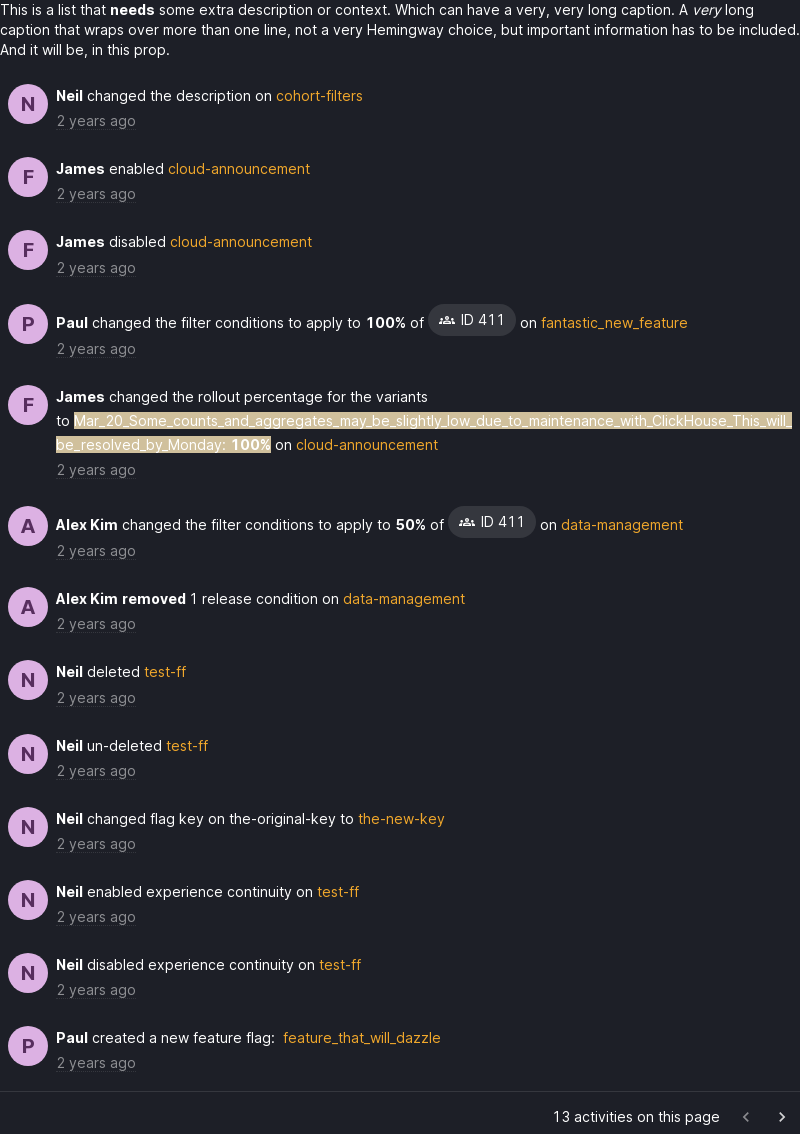 This is a list that needs some extra description or context. Which can have a very, very long caption. A very long
caption that wraps over more than one line, not a very Hemingway choice, but important information has to be included.
And it will be, in this prop.
N
Neil changed the description on cohort-filters
2 years ago
F
James enabled cloud-announcement
2 years ago
F
James disabled cloud-announcement
2 years ago
P
Paul changed the filter conditions to apply to 100% of ID 411 on fantastic_new_feature
2 years ago
F
James changed the rollout percentage for the variants
to Mar_20_Some_counts_and_aggregates_may_be_slightly_low_due_to_maintenance_with_ClickHouse_This_will_
be_resolved_by_Monday: 100% on cloud-announcement
2 years ago
A
Alex Kim changed the filter conditions to apply to 50% of ID 411 on data-management
2 years ago
A
Alex Kim removed 1 release condition on data-management
2 years ago
N
Neil deleted test-ff
2 years ago
N
Neil un-deleted test-ff
2 years ago
N
Neil changed flag key on the-original-key to the-new-key
2 years ago
N
Neil enabled experience continuity on test-ff
2 years ago
N
Neil disabled experience continuity on test-ff
2 years ago
P
Paul created a new feature flag: feature_that_will_dazzle
2 years ago
13 activities on this page